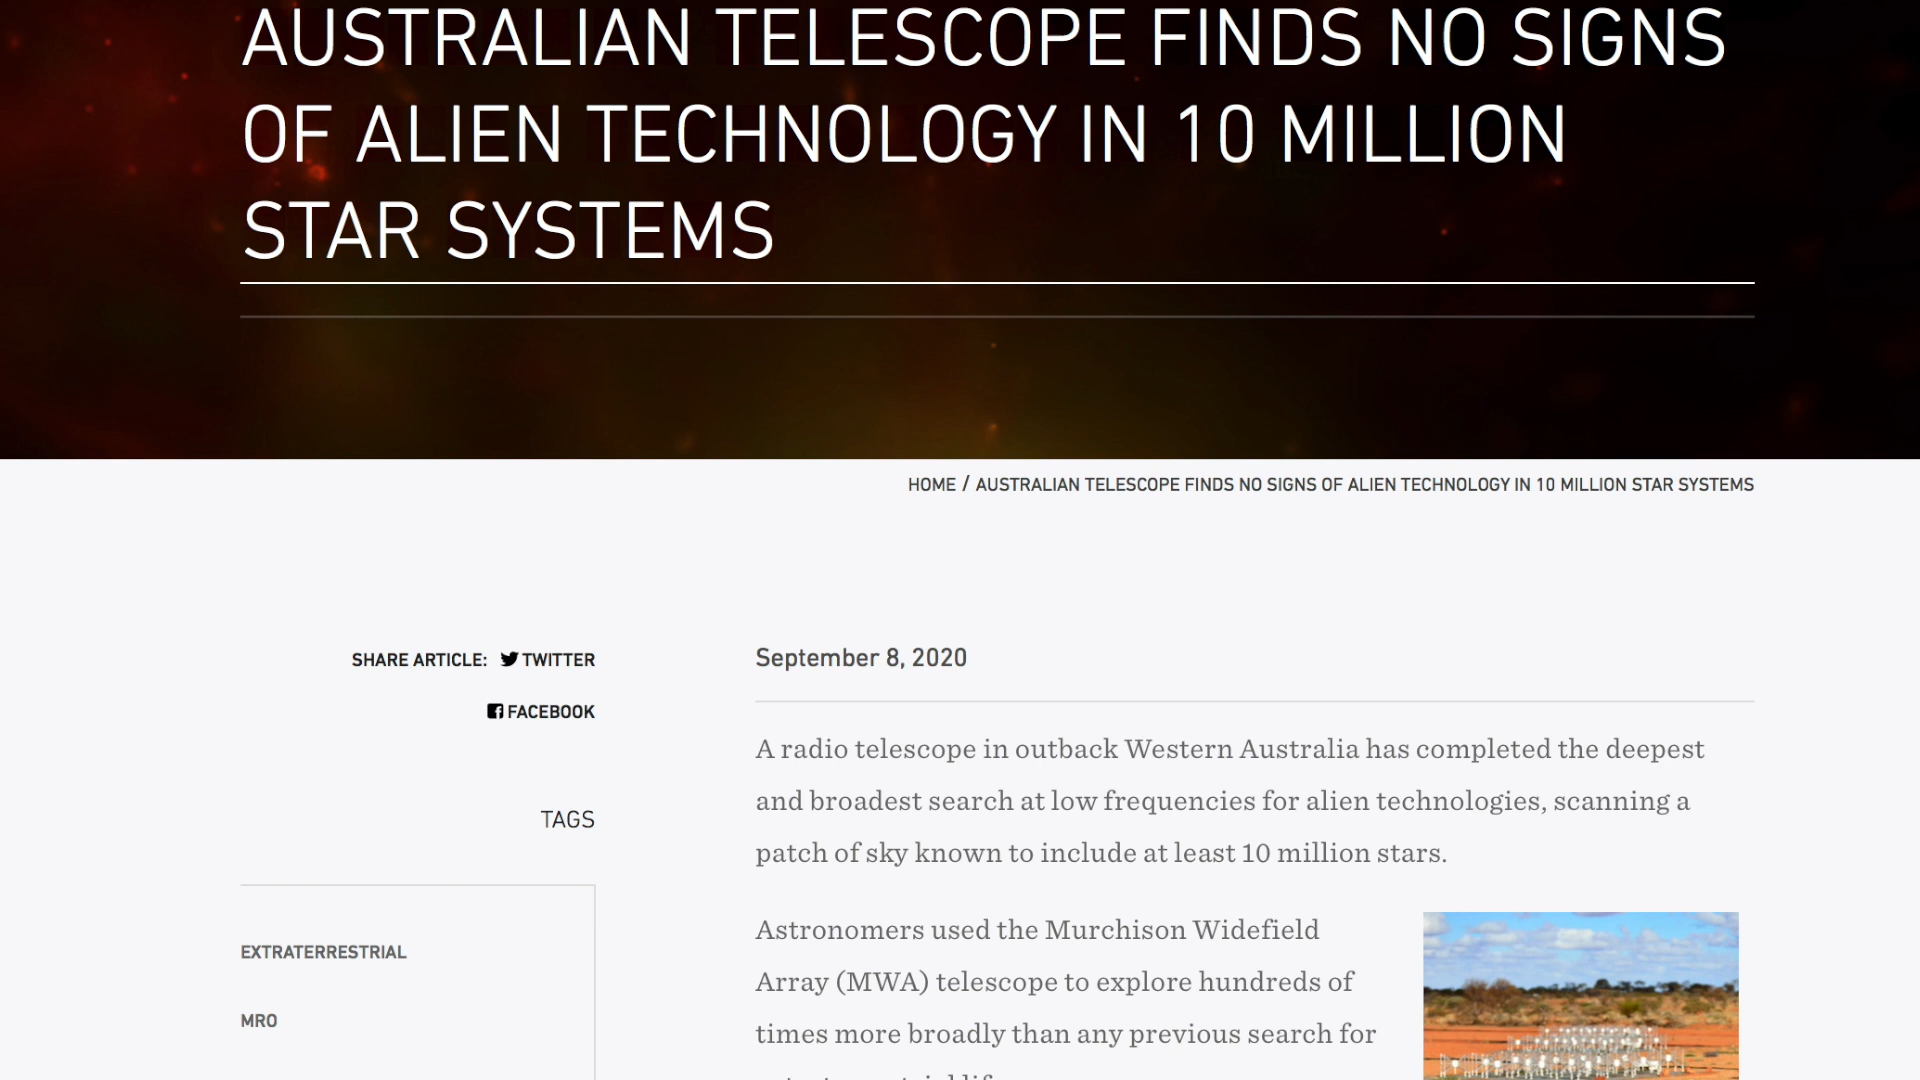 AUSTRALIAN TELESCOPE FINDS NO SIGNS
OF ALIEN TECHNOLOGY IN 10 MILLION
STAR SYSTEMS
HOME / AUSTRALIAN TELESCOPE FINDS NO SIGNS OF ALIEN TECHNOLOGY IN 10 MILLION STAR SYSTEMS
SHARE ARTICLE: TWITTER
FACEBOOK
TAGS
EXTRATERRESTRIAL
MRO
September 8, 2020
A radio telescope in outback Western Australia has completed the deepest
and broadest search at low frequencies for alien technologies, scanning a
patch of sky known to include at least 10 million stars.
Astronomers used the Murchison Widefield
Array (MWA) telescope to explore hundreds of
times more broadly than any previous search for